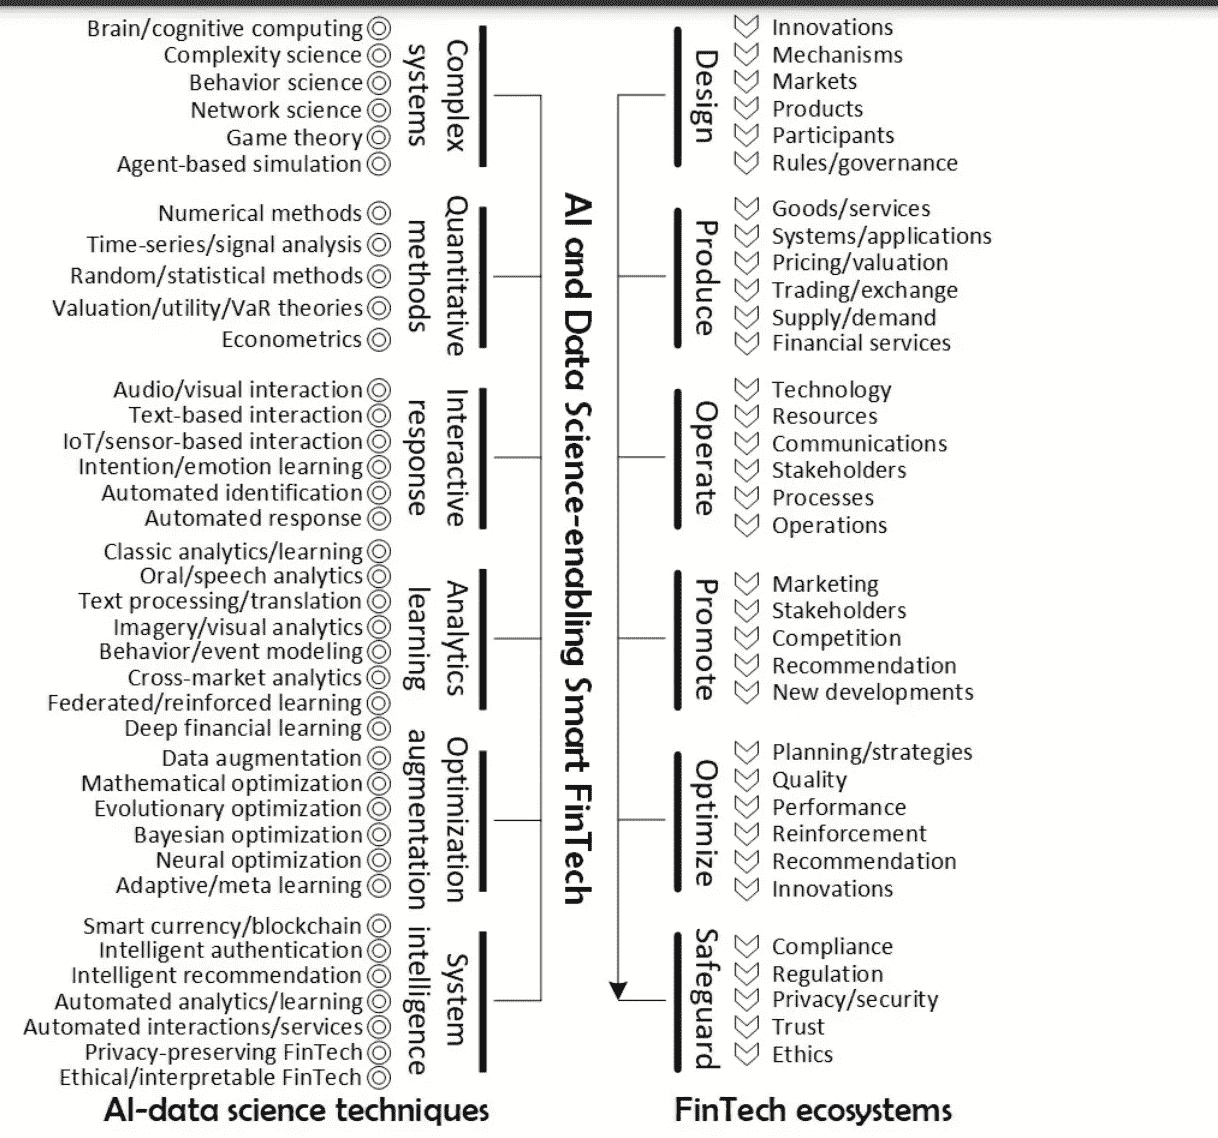 Brain/cognitive computing
Complexity science
Behavior science
Network science
Game theory
Agent-based simulation
Complex
systems
Numerical methods
Time-series/signal analysis
Random/statistical methods
Valuation/utility/VaR theories
Econometrics
Quantitative
methods
Audio/visual interaction
Text-based interaction
IoT/sensor-based interaction
Intention/emotion learning
Automated identification
Automated response
Interactive
response
Classic analytics/learning
Oral/speech analytics
Text processing/translation
Imagery/visual analytics
Behavior/event modeling
Cross-market analytics
Federated/reinforced learning
Deep financial learning
Analytics
learning
Data augmentation
Mathematical optimization
Evolutionary optimization
Bayesian optimization
Neural optimization
Adaptive/meta learning
Optimization
augmentation
Smart currency/blockchain
Intelligent authentication
Intelligent recommendation
Automated analytics/learning
Automated interactions/services
Privacy-preserving FinTech
Ethical/interpretable FinTech
System
intelligence
AI-data science techniques
AI and Data Science-enabling Smart FinTech
Design
Innovations
Mechanisms
Markets
Products
Participants
Rules/governance
Produce
Goods/services
Systems/applications
Pricing/valuation
Trading/exchange
Supply/demand
Financial services
Operate
Technology
Resources
Communications
Stakeholders
Processes
Operations
Promote
Marketing
Stakeholders
Competition
Recommendation
New developments
Optimize
Planning/strategies
Quality
Performance
Reinforcement
Recommendation
Innovations
Safeguard
Compliance
Regulation
Privacy/security
Trust
Ethics
FinTech ecosystems